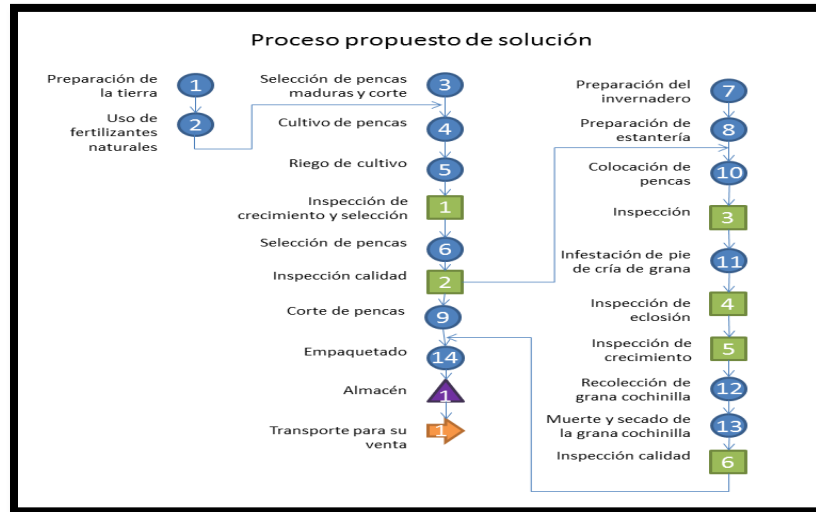 Proceso propuesto de solución
Preparación de
la tierra
1
Uso de
fertilizantes
naturales
2
Selección de pencas
maduras y corte
3
Cultivo de pencas
4
Riego de cultivo
5
Inspección de
crecimiento y selección
1
Selección de pencas
6
Inspección calidad
2
Corte de pencas
9
Empaquetado
14
Almacén
1
Transporte para su
venta
1
Preparación del
invernadero
7
Preparación de
estantería
8
Colocación de
pencas
10
Inspección
3
Infestación de pie
de cría de grana
11
Inspección de
eclosión
4
Inspección de
crecimiento
5
Recolección de
grana cochinilla
12
Muerte y secado de
la grana cochinilla
13
Inspección calidad
6